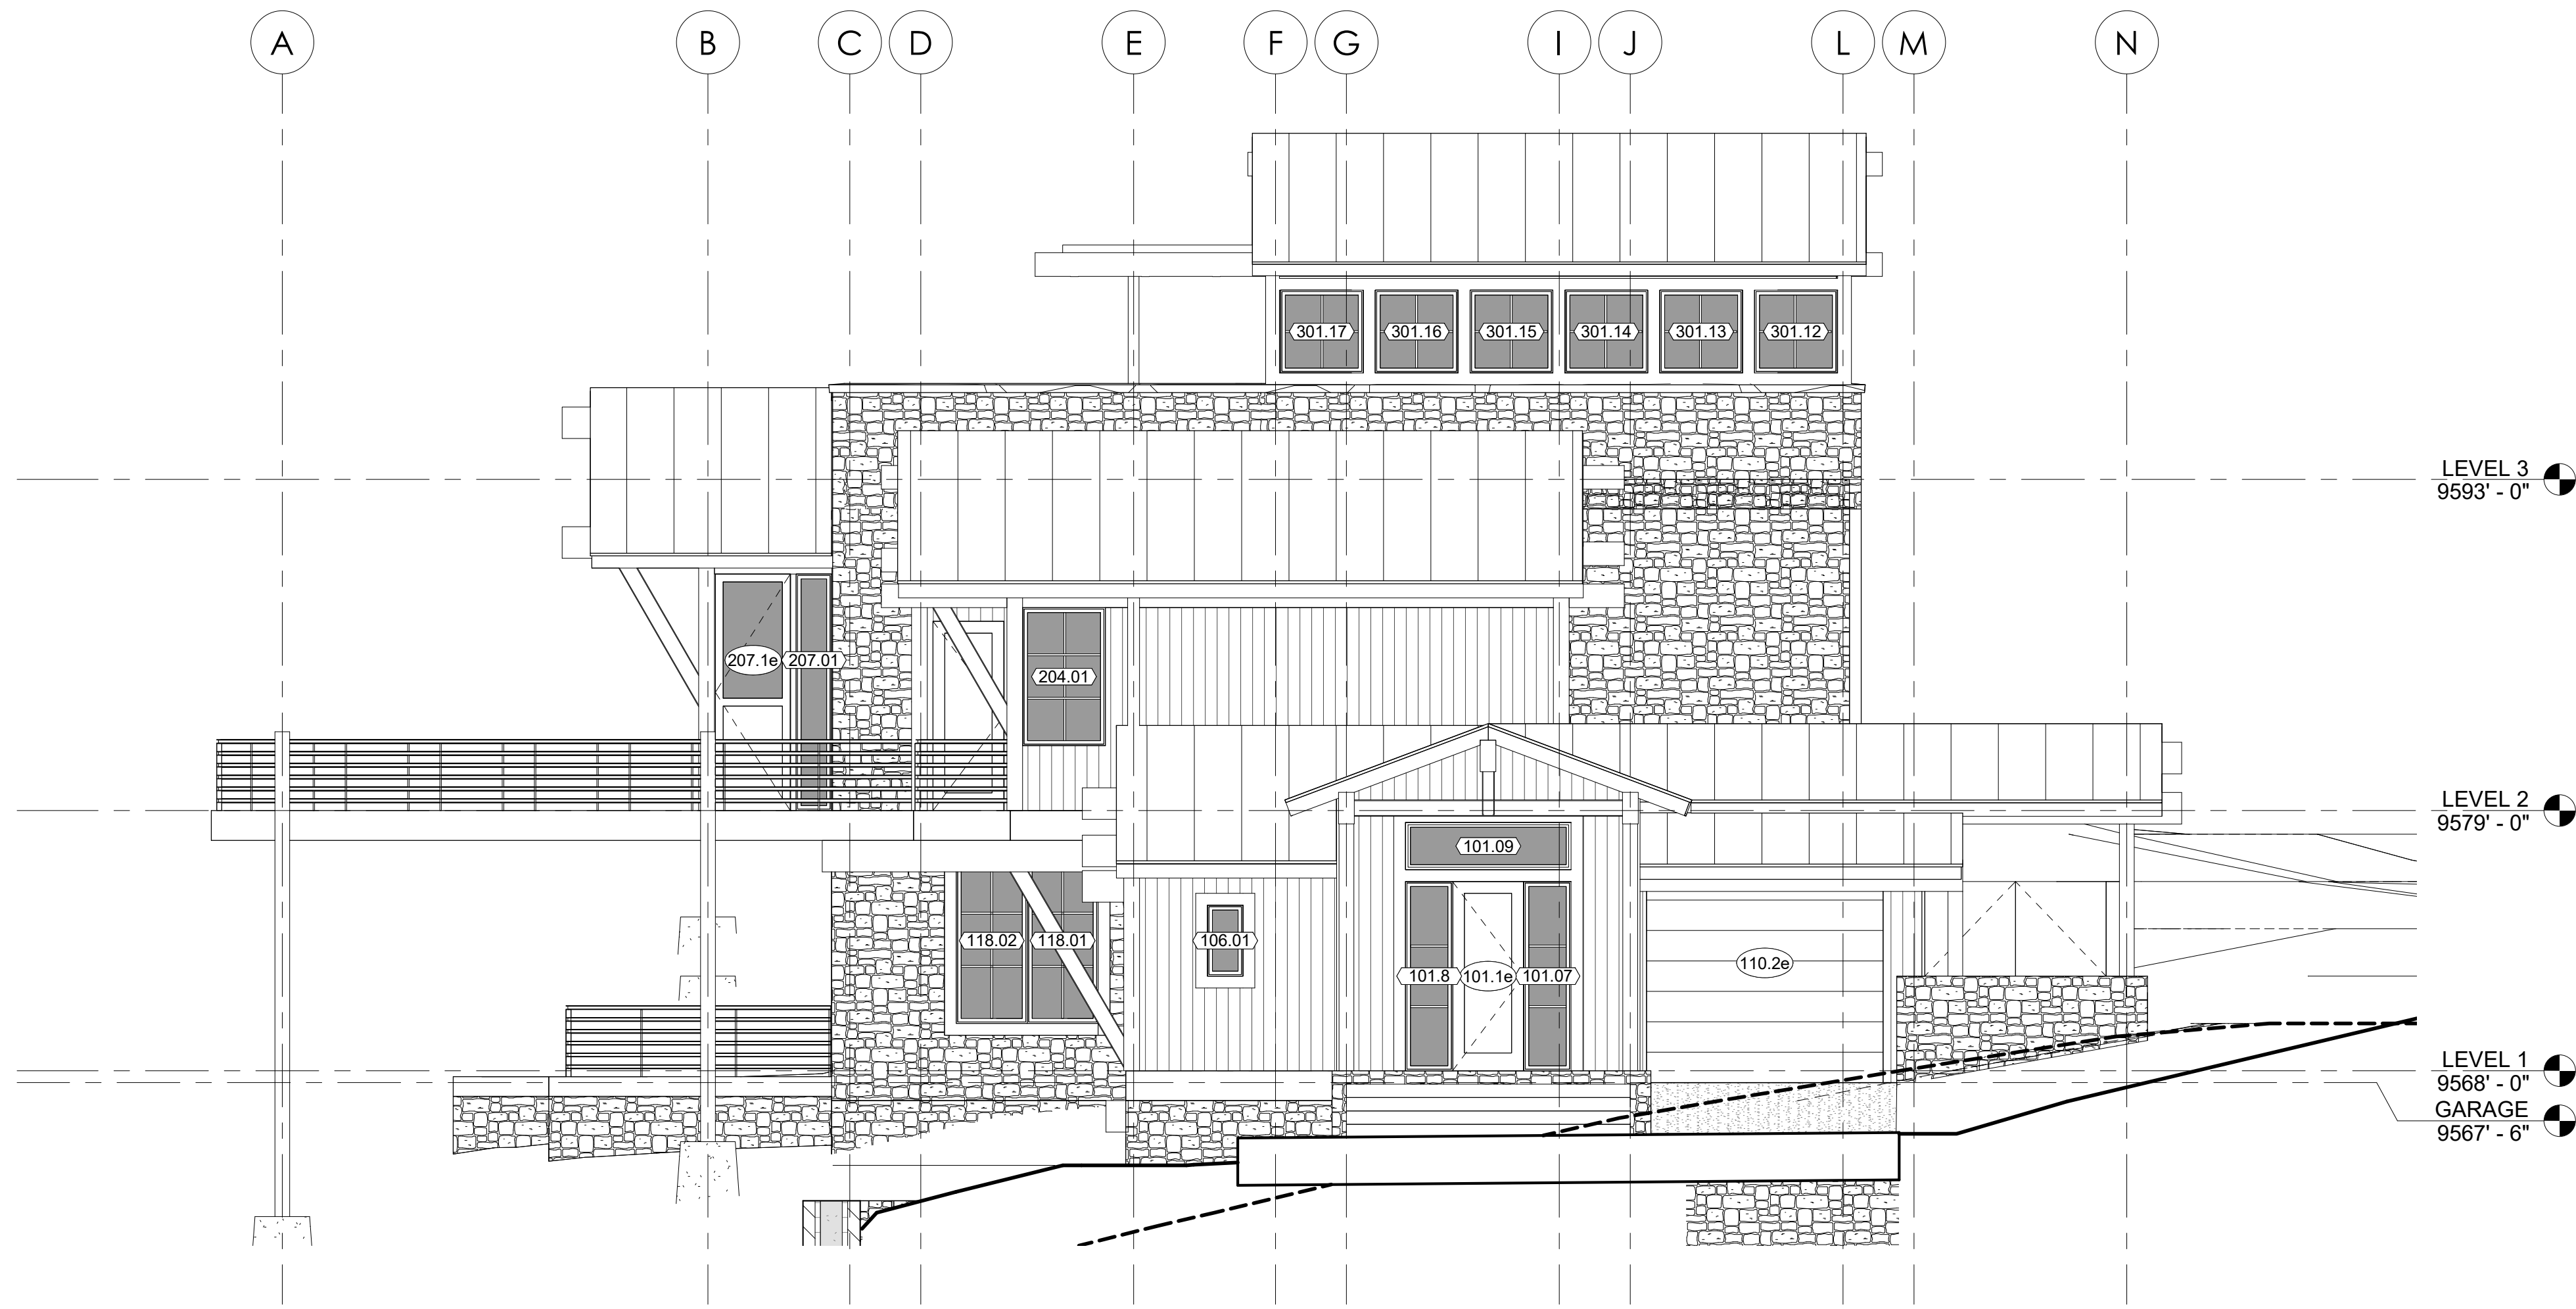 A B C D E F G I J L M N
301.17 301.16 301.15 301.14 301.13 301.12
LEVEL 3
9593' - 0"
207.1e 207.01
204.01
LEVEL 2
9579' - 0"
101.09
118.02 118.01 106.01
110.2e
101.8 101.1e 101.07
LEVEL 1
9568' - 0"
GARAGE
9567' - 6"